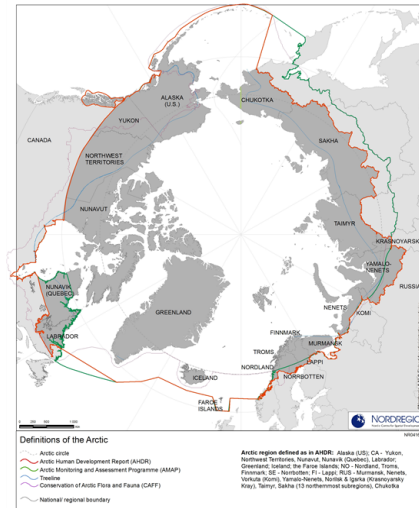 ALASKA
(U.S.)
CHUKOTKA
YUKON
CANADA
SAKHA
NORTHWEST
TERRITORIES
NUNAVUT
TAIMYR
KRASNOYARSK
YAMALO-
NENETS
RUSSIA
NUNAVIK
(QUEBEC)
NENETS
KOMI
GREENLAND
LABRADOR
FINNMARK
MURMANSK
TROMS
LAPPI
NORDLAND
NORRBOTTEN
ICELAND
FAROE
ISLANDS
NORDREGIO
Definitions of the Arctic
Arctic circle
Arctic Human Development Report (AHDR)
Arctic Monitoring and Assessment Programme (AMAP)
Treeline
Conservation of Arctic Flora and Fauna (CAFF)
National/ regional boundary
Arctic region defined as in AHDR: Alaska (US); CA - Yukon,
Northwest Territories, Nunavut, Nunavik (Quebec), Labrador;
Greenland; Iceland; the Faroe Islands; NO - Nordland, Troms,
Finnmark; SE - Norrbotten; FI - Lappi; RUS - Murmansk, Nenets,
Vorkuta (Komi), Yamalo-Nenets, Norilsk & Igarka (Krasnoyarsky
Kray), Taimyr, Sakha (13 northernmost subregions), Chukotka